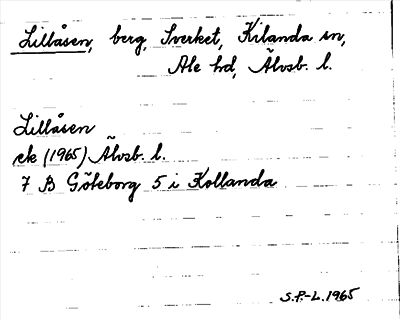 Lillåsen, berg, Sverket, Kilanda sn,
Ale hd, Älvsb. l.
Lillåsen
ek (1965) Älvsb. l.
7 B Göteborg 5 i Kollanda
S.P.-L. 1965